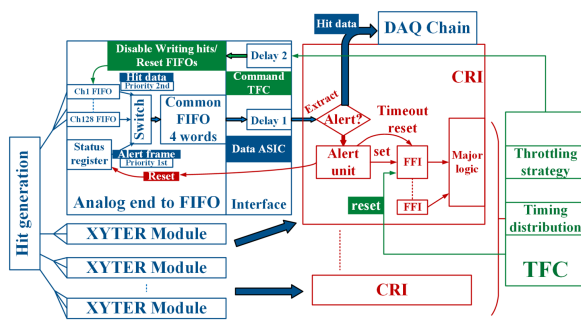 Hit data
DAQ Chain
Disable Writing hits/
Reset FIFOs
Delay 2
CRI
Ch1 FIFO
Hit data
Priority 2nd
Command
TFC
Extract
Ch128 FIFO
Switch
Common
FIFO
4 words
Delay 1
Alert?
Timeout
reset
Status
register
Alert frame
Priority 1st
Data ASIC
Alert
unit
set
FFI
Major
logic
Throttling
strategy
Reset
Hit generation
Analog end to FIFO
Interface
reset
FFI
Timing
distribution
XYTER Module
XYTER Module
TFC
XYTER Module
CRI